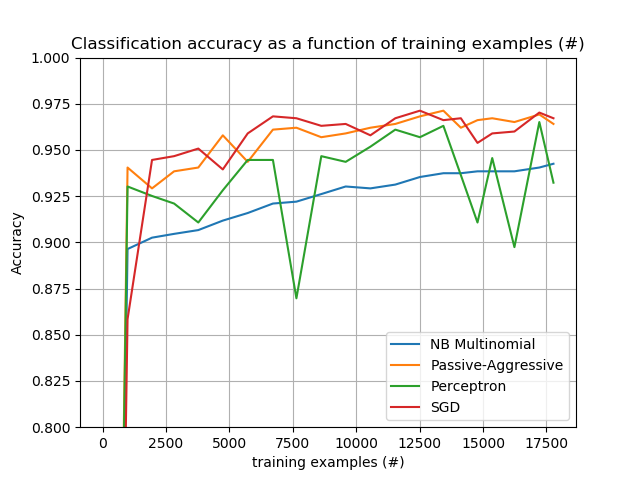 Classification accuracy as a function of training examples (#)
1.000
0.975
0.950
0.925
0.900
0.875
0.850
0.825
0.800
Accuracy
NB Multinomial
Passive-Aggressive
Perceptron
SGD
0 2500 5000 7500 10000 12500 15000 17500
training examples (#)